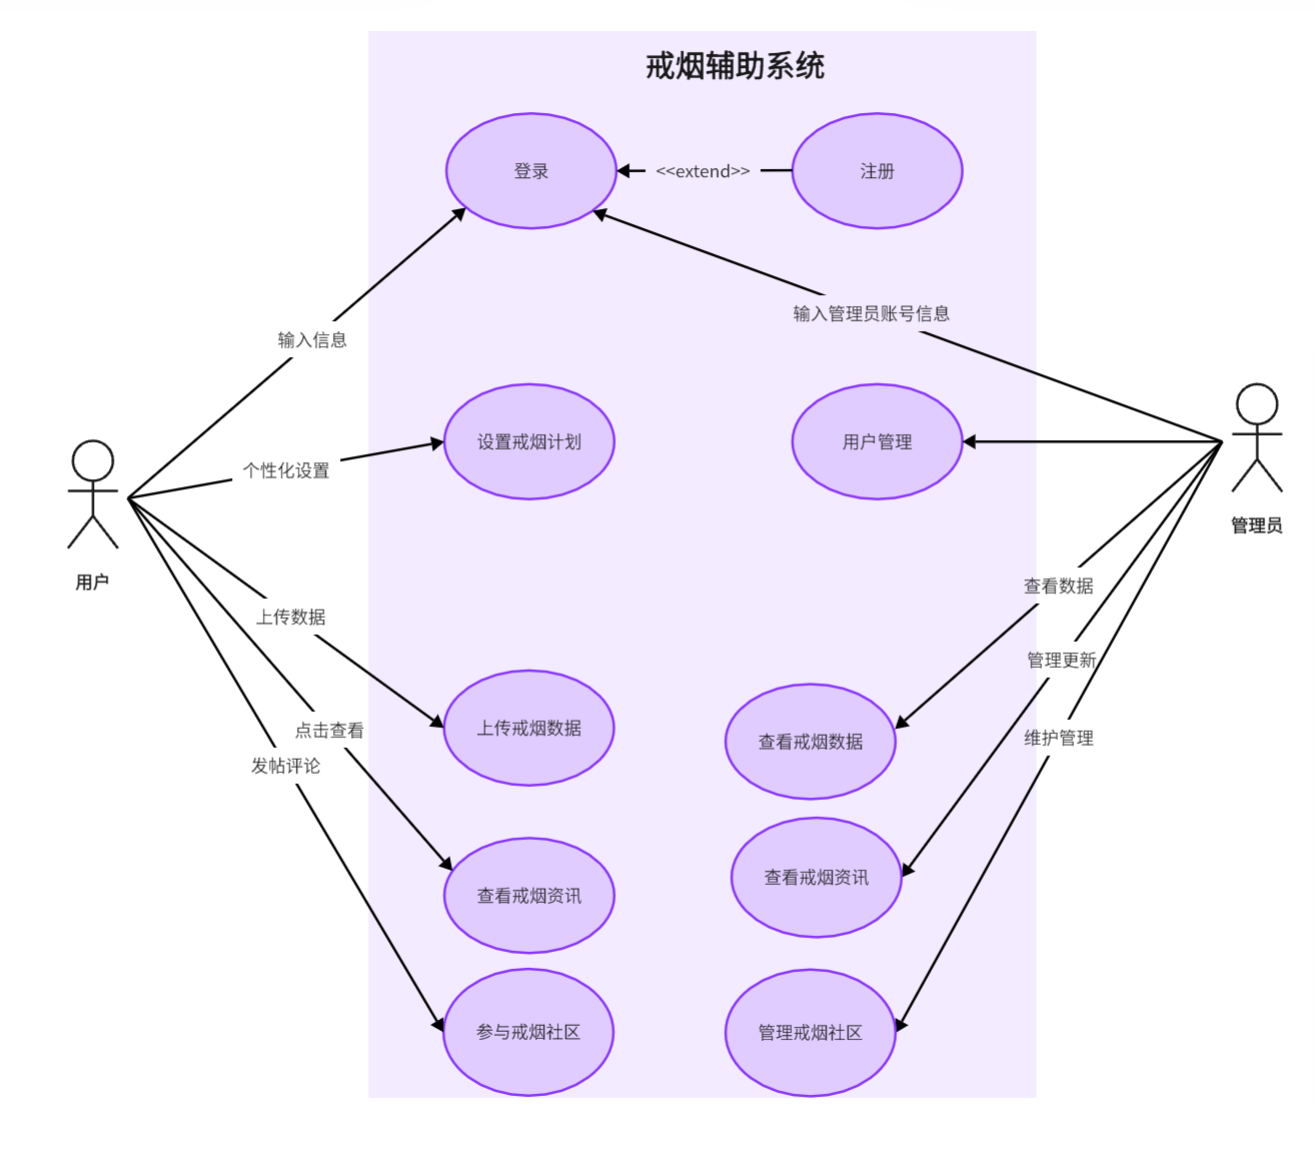 戒烟辅助系统
登录
<<extend>>
注册
输入管理员账号信息
输入信息
设置戒烟计划
用户管理
个性化设置
管理员
用户
查看数据
上传数据
管理更新
点击查看
上传戒烟数据
查看戒烟数据
维护管理
发帖评论
查看戒烟资讯
查看戒烟资讯
参与戒烟社区
管理戒烟社区